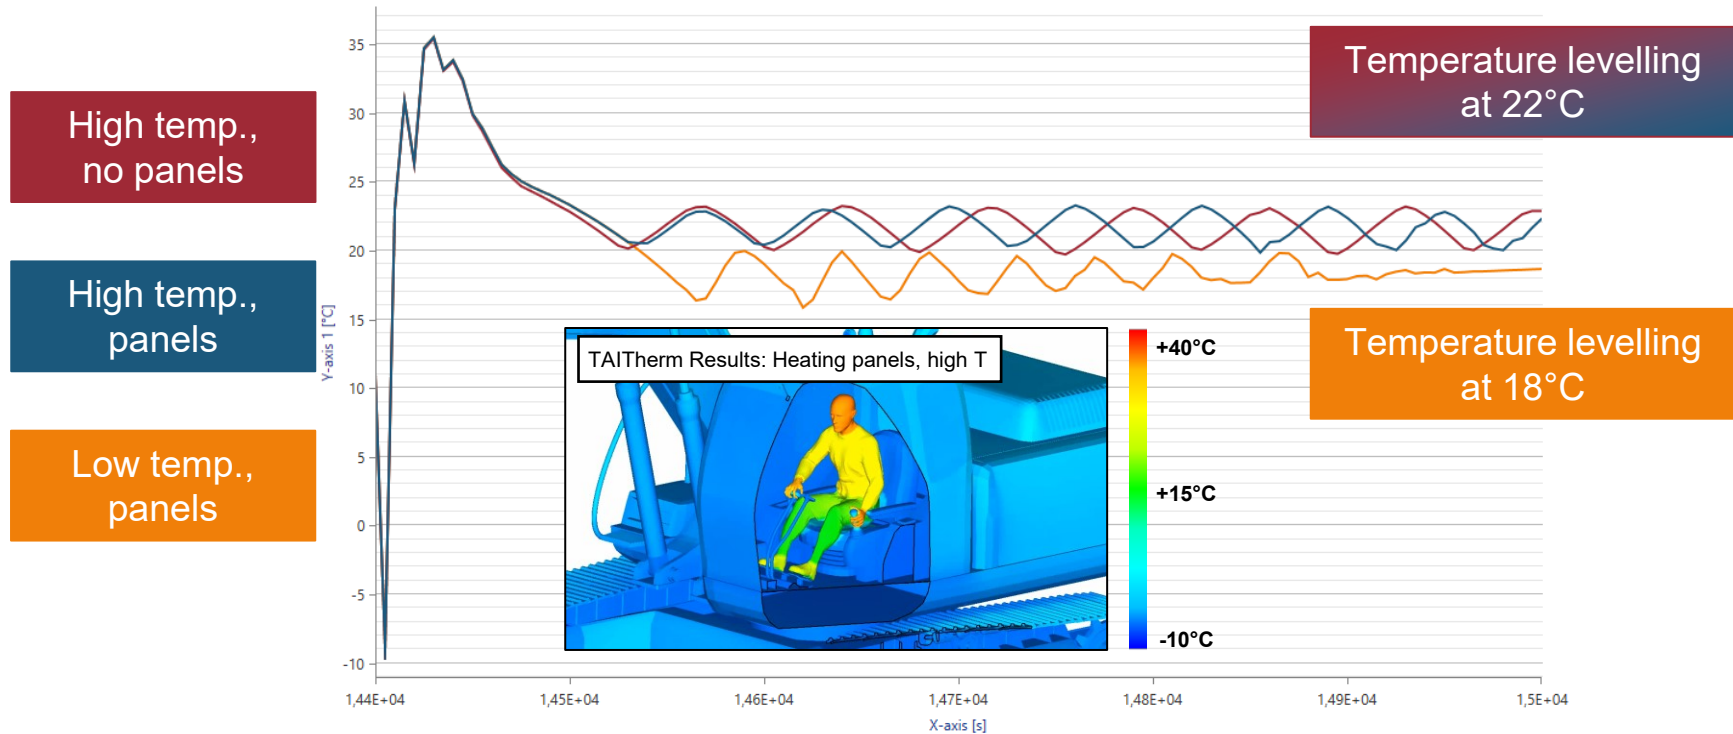 High temp.,
no panels
High temp.,
panels
Low temp.,
panels
Temperature levelling
at 22°C
Temperature levelling
at 18°C
Y-axis 1 [°C]
35
30
25
20
15
10
5
0
-5
-10
TAITherm Results: Heating panels, high T
+40°C
+15°C
-10°C
1,44E+04
1,45E+04
1,46E+04
1,47E+04
1,48E+04
1,49E+04
1,5E+04
X-axis [s]